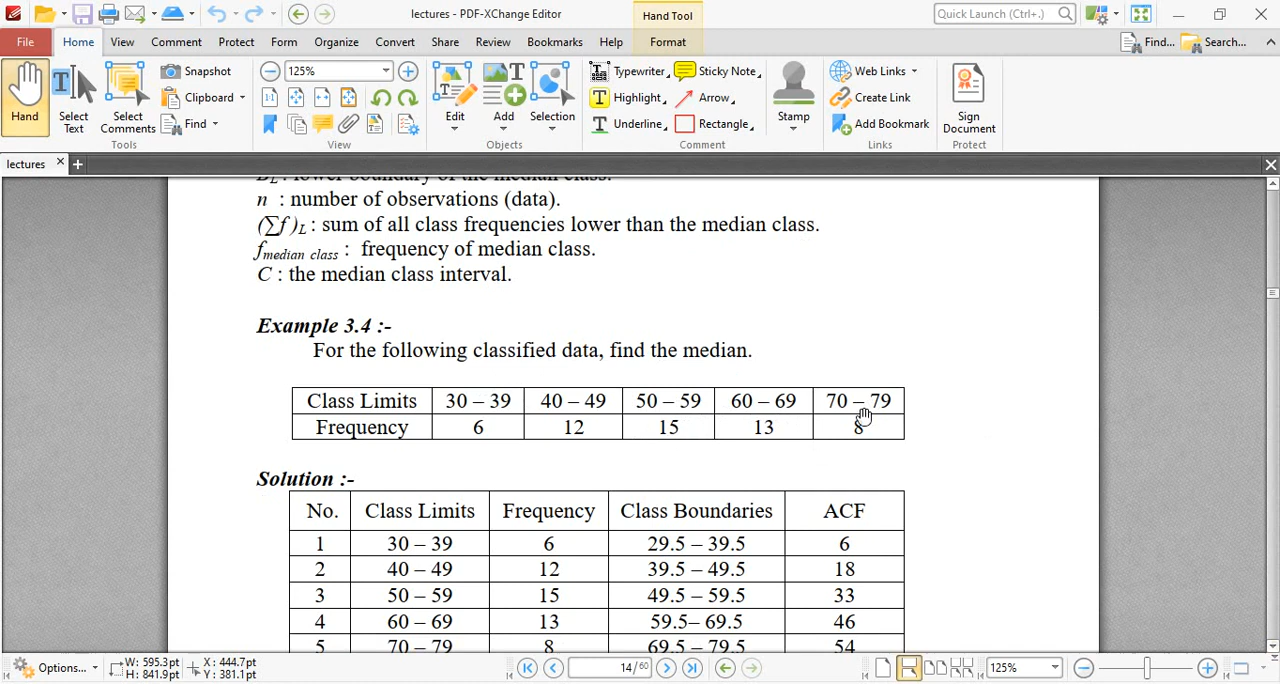 lectures - PDF-XChange Editor
Hand Tool
Quick Launch (Ctrl+.)
File Home View Comment Protect Form Organize Convert Share Review Bookmarks Help Format Find... Search...
Hand
Select Text
Select Comments
Snapshot
Clipboard
Find
Tools
125%
View
Edit
Add
Selection
Objects
Typewriter
Highlight
Underline
Sticky Note
Arrow
Rectangle
Stamp
Comment
Web Links
Create Link
Add Bookmark
Links
Sign Document
Protect
lectures
n : number of observations (data).
(∑f)L : sum of all class frequencies lower than the median class.
fmedian class : frequency of median class.
C : the median class interval.
Example 3.4 :-
For the following classified data, find the median.
Class Limits 30 – 39 40 – 49 50 – 59 60 – 69 70 – 79
Frequency 6 12 15 13 8
Solution :-
No. Class Limits Frequency Class Boundaries ACF
1 30 – 39 6 29.5 – 39.5 6
2 40 – 49 12 39.5 – 49.5 18
3 50 – 59 15 49.5 – 59.5 33
4 60 – 69 13 59.5– 69.5 46
5 70 – 79 8 69.5 – 79.5 54
Options...
W: 595.3pt
H: 841.9pt
X: 444.7pt
Y: 381.1pt
14/60
125%